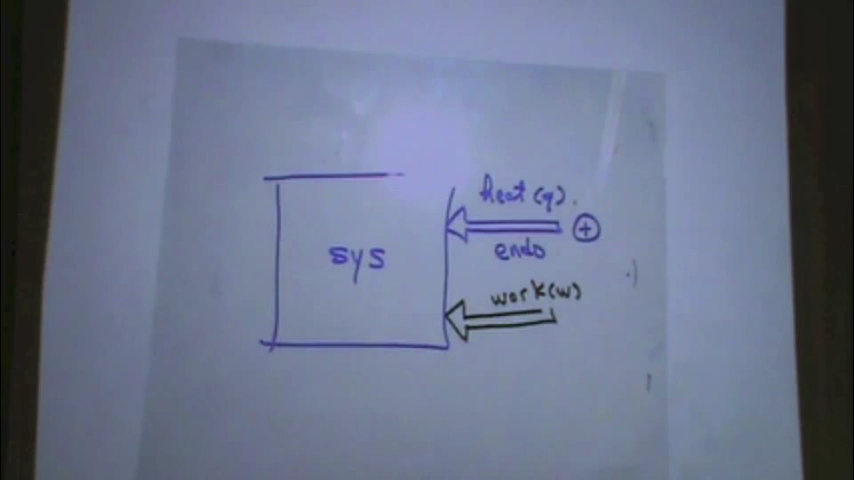 heat (q).
sys
⊕
endo
work(w)